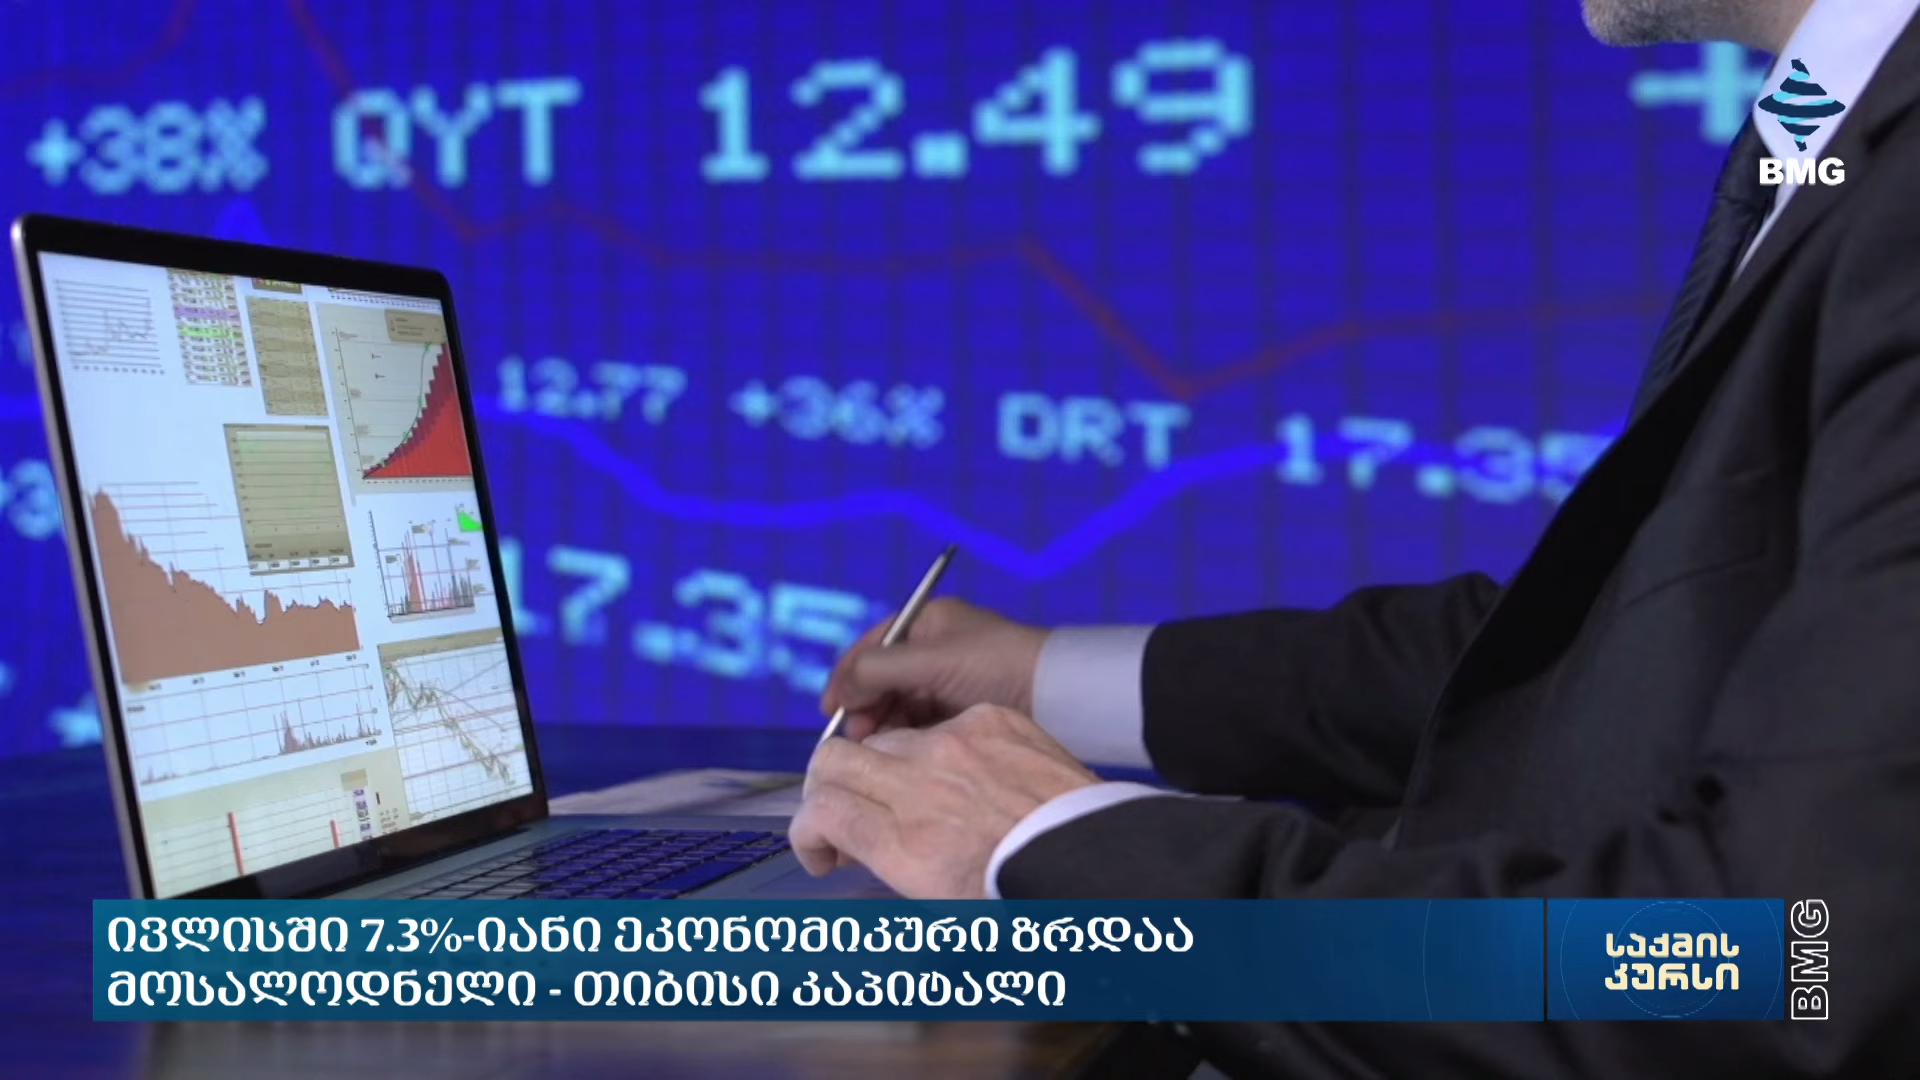 +38% QYT 12.49 +
BMG
12.77 +36% DRT 17.35
+3
17.35
ივლისში 7.3%-იანი ეკონომიკური ზრდაა
მოსალოდნელი - თიბისი კაპიტალი
საქმის
კურსი
BMG